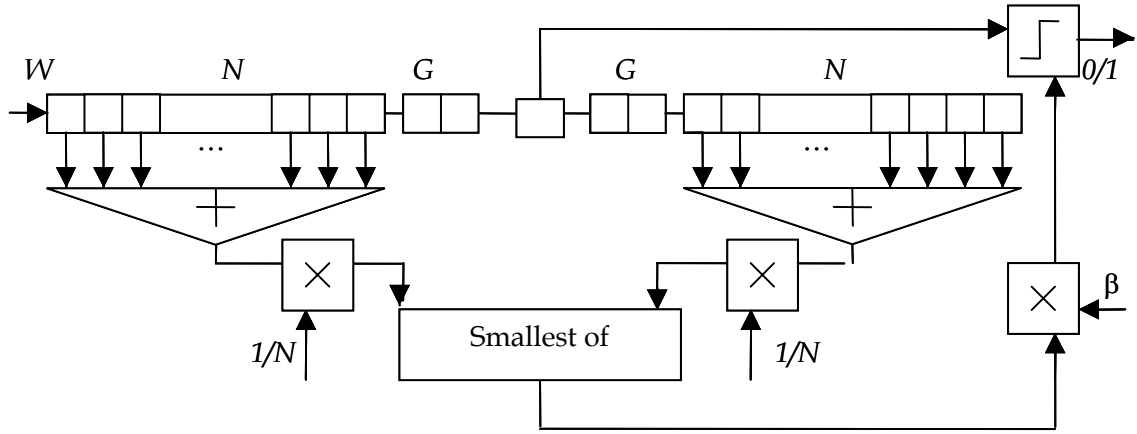 W N G G N 0/1
... ...
β
1/N Smallest of 1/N